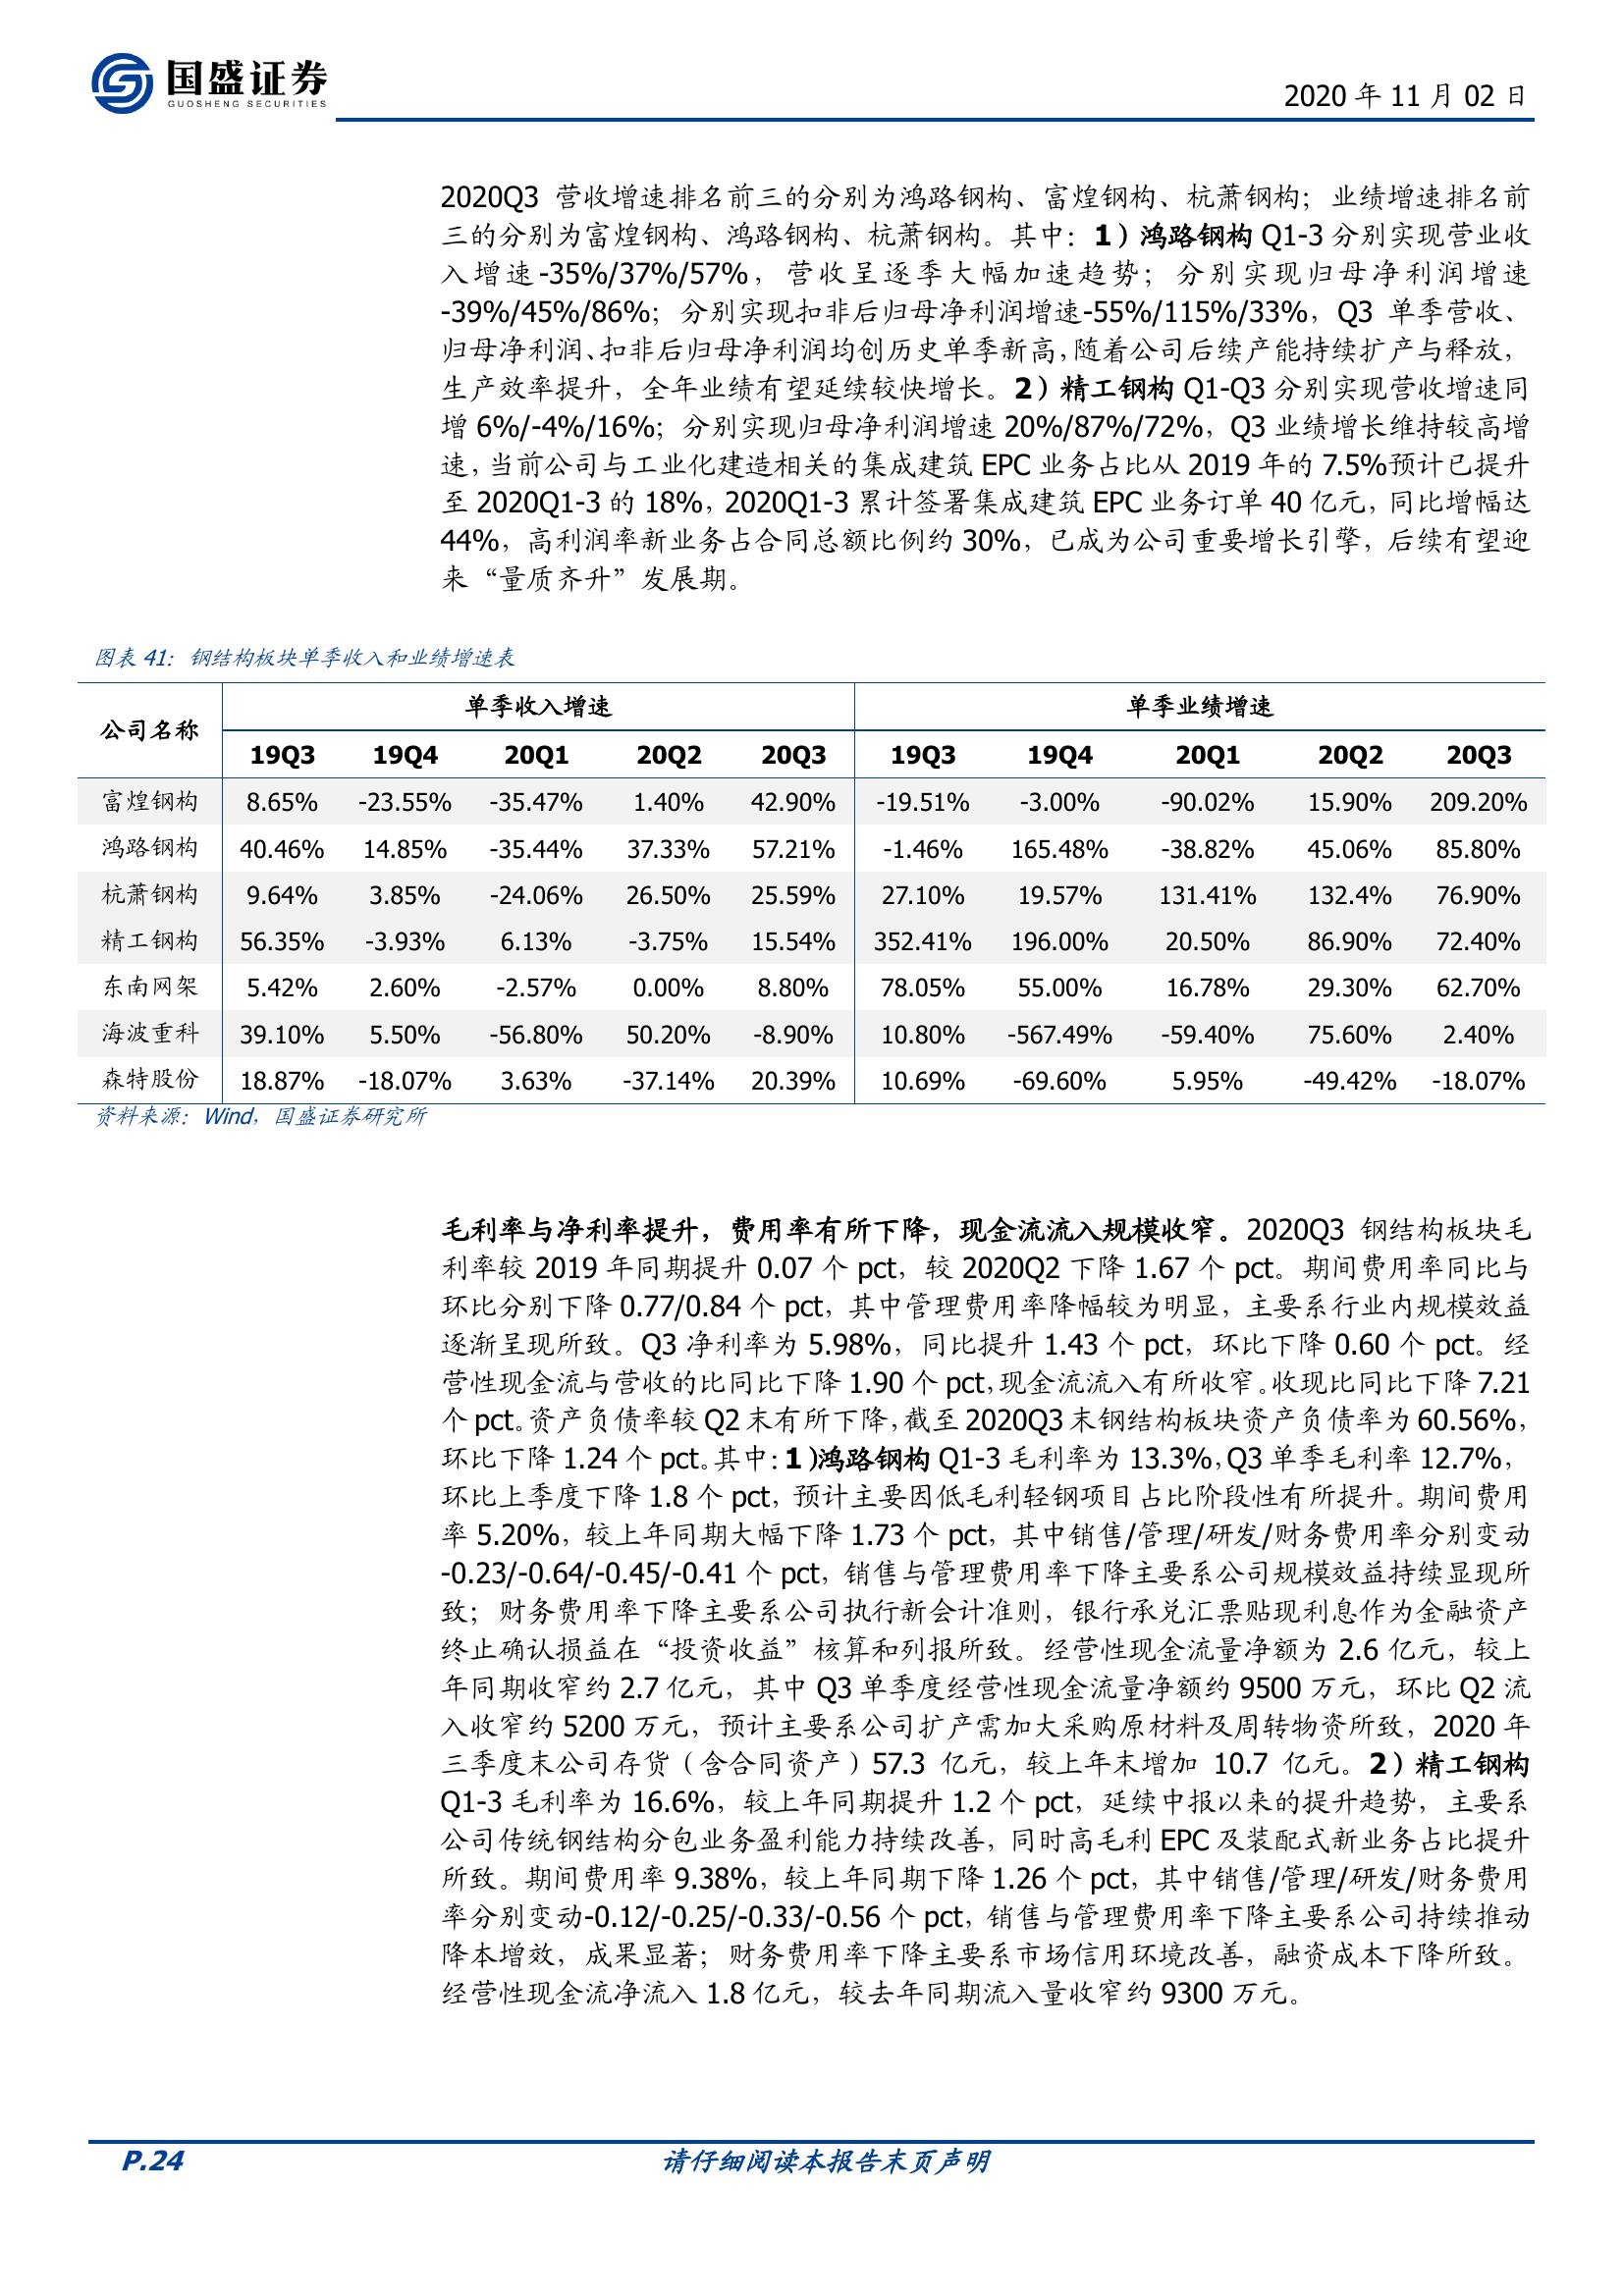 国盛证券
GUOSHENG SECURITIES
2020 年 11 月 02 日
2020Q3 营收增速排名前三的分别为鸿路钢构、富煌钢构、杭萧钢构；业绩增速排名前
三的分别为富煌钢构、鸿路钢构、杭萧钢构。其中：1）鸿路钢构 Q1-3 分别实现营业收
入增速-35%/37%/57%，营收呈逐季大幅加速趋势；分别实现归母净利润增速
-39%/45%/86%；分别实现扣非后归母净利润增速-55%/115%/33%，Q3 单季营收、
归母净利润、扣非后归母净利润均创历史单季新高，随着公司后续产能持续扩产与释放，
生产效率提升，全年业绩有望延续较快增长。2）精工钢构 Q1-Q3 分别实现营收增速同
增 6%/-4%/16%；分别实现归母净利润增速 20%/87%/72%，Q3 业绩增长维持较高增
速，当前公司与工业化建造相关的集成建筑 EPC 业务占比从 2019 年的 7.5%预计已提升
至 2020Q1-3 的 18%，2020Q1-3 累计签署集成建筑 EPC 业务订单 40 亿元，同比增幅达
44%，高利润率新业务占合同总额比例约 30%，已成为公司重要增长引擎，后续有望迎
来“量质齐升”发展期。
图表 41：钢结构板块单季收入和业绩增速表
公司名称 单季收入增速 单季业绩增速
19Q3 19Q4 20Q1 20Q2 20Q3 19Q3 19Q4 20Q1 20Q2 20Q3
富煌钢构 8.65% -23.55% -35.47% 1.40% 42.90% -19.51% -3.00% -90.02% 15.90% 209.20%
鸿路钢构 40.46% 14.85% -35.44% 37.33% 57.21% -1.46% 165.48% -38.82% 45.06% 85.80%
杭萧钢构 9.64% 3.85% -24.06% 26.50% 25.59% 27.10% 19.57% 131.41% 132.4% 76.90%
精工钢构 56.35% -3.93% 6.13% -3.75% 15.54% 352.41% 196.00% 20.50% 86.90% 72.40%
东南网架 5.42% 2.60% -2.57% 0.00% 8.80% 78.05% 55.00% 16.78% 29.30% 62.70%
海波重科 39.10% 5.50% -56.80% 50.20% -8.90% 10.80% -567.49% -59.40% 75.60% 2.40%
森特股份 18.87% -18.07% 3.63% -37.14% 20.39% 10.69% -69.60% 5.95% -49.42% -18.07%
资料来源：Wind，国盛证券研究所
毛利率与净利率提升，费用率有所下降，现金流流入规模收窄。2020Q3 钢结构板块毛
利率较 2019 年同期提升 0.07 个 pct，较 2020Q2 下降 1.67 个 pct。期间费用率同比与
环比分别下降 0.77/0.84 个 pct，其中管理费用率降幅较为明显，主要系行业内规模效益
逐渐呈现所致。Q3 净利率为 5.98%，同比提升 1.43 个 pct，环比下降 0.60 个 pct。经
营性现金流与营收的比同比下降 1.90 个 pct，现金流流入有所收窄。收现比同比下降 7.21
个 pct。资产负债率较 Q2 末有所下降，截至 2020Q3 末钢结构板块资产负债率为 60.56%，
环比下降 1.24 个 pct。其中：1）鸿路钢构 Q1-3 毛利率为 13.3%，Q3 单季毛利率 12.7%，
环比上季度下降 1.8 个 pct，预计主要因低毛利轻钢项目占比阶段性有所提升。期间费用
率 5.20%，较上年同期大幅下降 1.73 个 pct，其中销售/管理/研发/财务费用率分别变动
-0.23/-0.64/-0.45/-0.41 个 pct，销售与管理费用率下降主要系公司规模效益持续显现所
致；财务费用率下降主要系公司执行新会计准则，银行承兑汇票贴现利息作为金融资产
终止确认损益在“投资收益”核算和列报所致。经营性现金流量净额为 2.6 亿元，较上
年同期收窄约 2.7 亿元，其中 Q3 单季度经营性现金流量净额约 9500 万元，环比 Q2 流
入收窄约 5200 万元，预计主要系公司扩产需加大采购原材料及周转物资所致，2020 年
三季度末公司存货（含合同资产）57.3 亿元，较上年末增加 10.7 亿元。2）精工钢构
Q1-3 毛利率为 16.6%，较上年同期提升 1.2 个 pct，延续中报以来的提升趋势，主要系
公司传统钢结构分包业务盈利能力持续改善，同时高毛利 EPC 及装配式新业务占比提升
所致。期间费用率 9.38%，较上年同期下降 1.26 个 pct，其中销售/管理/研发/财务费用
率分别变动-0.12/-0.25/-0.33/-0.56 个 pct，销售与管理费用率下降主要系公司持续推动
降本增效，成果显著；财务费用率下降主要系市场信用环境改善，融资成本下降所致。
经营性现金流净流入 1.8 亿元，较去年同期流入量收窄约 9300 万元。
P.24 请仔细阅读本报告末页声明